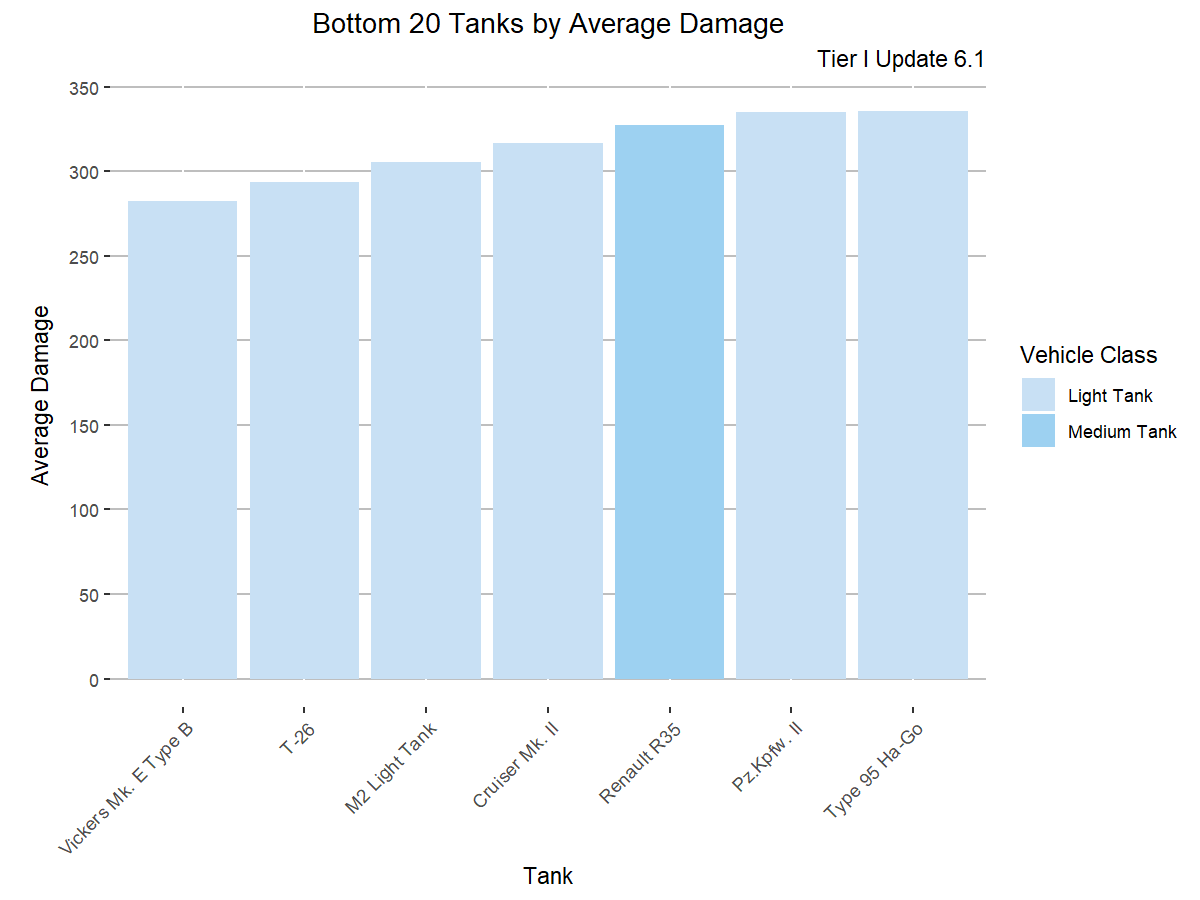 Bottom 20 Tanks by Average Damage
Tier I Update 6.1
Average Damage
350
300
250
200
150
100
50
0
Vickers Mk. E Type B
T-26
M2 Light Tank
Cruiser Mk. II
Renault R35
Pz.Kpfw. II
Type 95 Ha-Go
Tank
Vehicle Class
Light Tank
Medium Tank